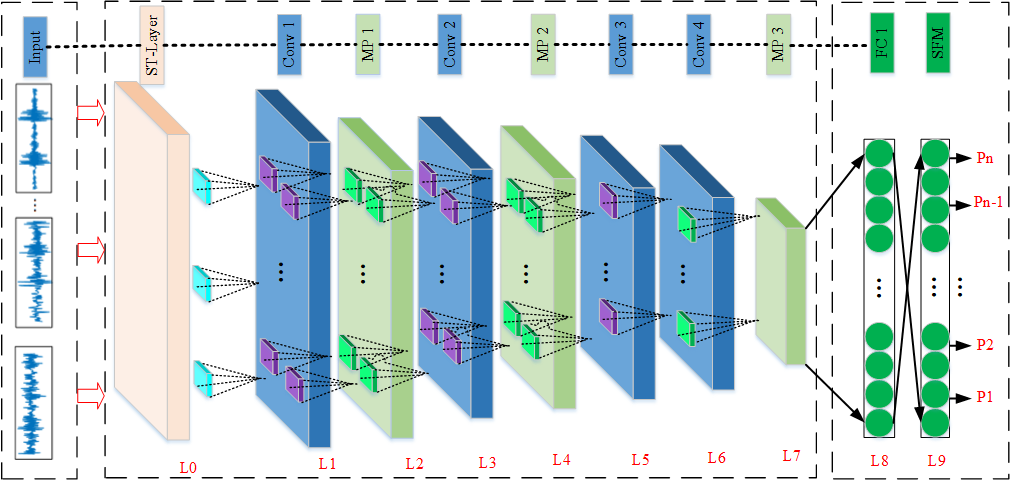 Input
ST-Layer
Conv 1
MP 1
Conv 2
MP 2
Conv 3
Conv 4
MP 3
FC 1
SFM
Pn
Pn-1
P2
P1
L0
L1
L2
L3
L4
L5
L6
L7
L8
L9